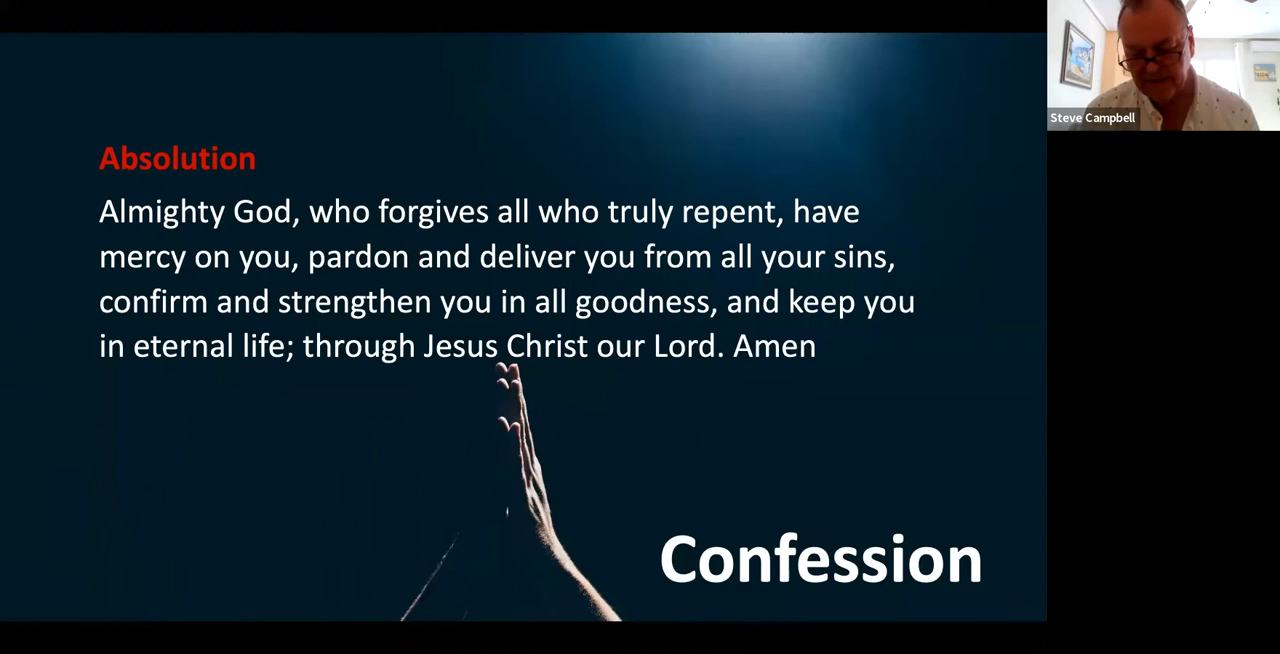 Absolution
Almighty God, who forgives all who truly repent, have
mercy on you, pardon and deliver you from all your sins,
confirm and strengthen you in all goodness, and keep you
in eternal life; through Jesus Christ our Lord. Amen
Confession
Steve Campbell